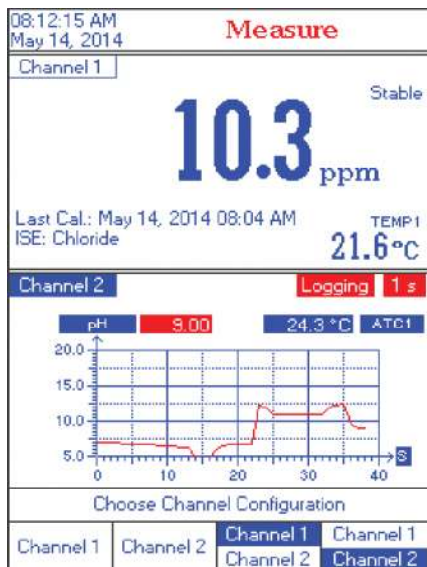 08:12:15 AM
May 14, 2014
Measure
Channel 1
Stable
10.3 ppm
Last Cal.: May 14, 2014 08:04 AM
ISE: Chloride
TEMP1
21.6°C
Channel 2
Logging 1 s
pH 9.00 24.3 °C ATC1
20.0
15.0
10.0
5.0
0 10 20 30 40 S
Choose Channel Configuration
Channel 1 Channel 2 Channel 1 Channel 1
Channel 2 Channel 2